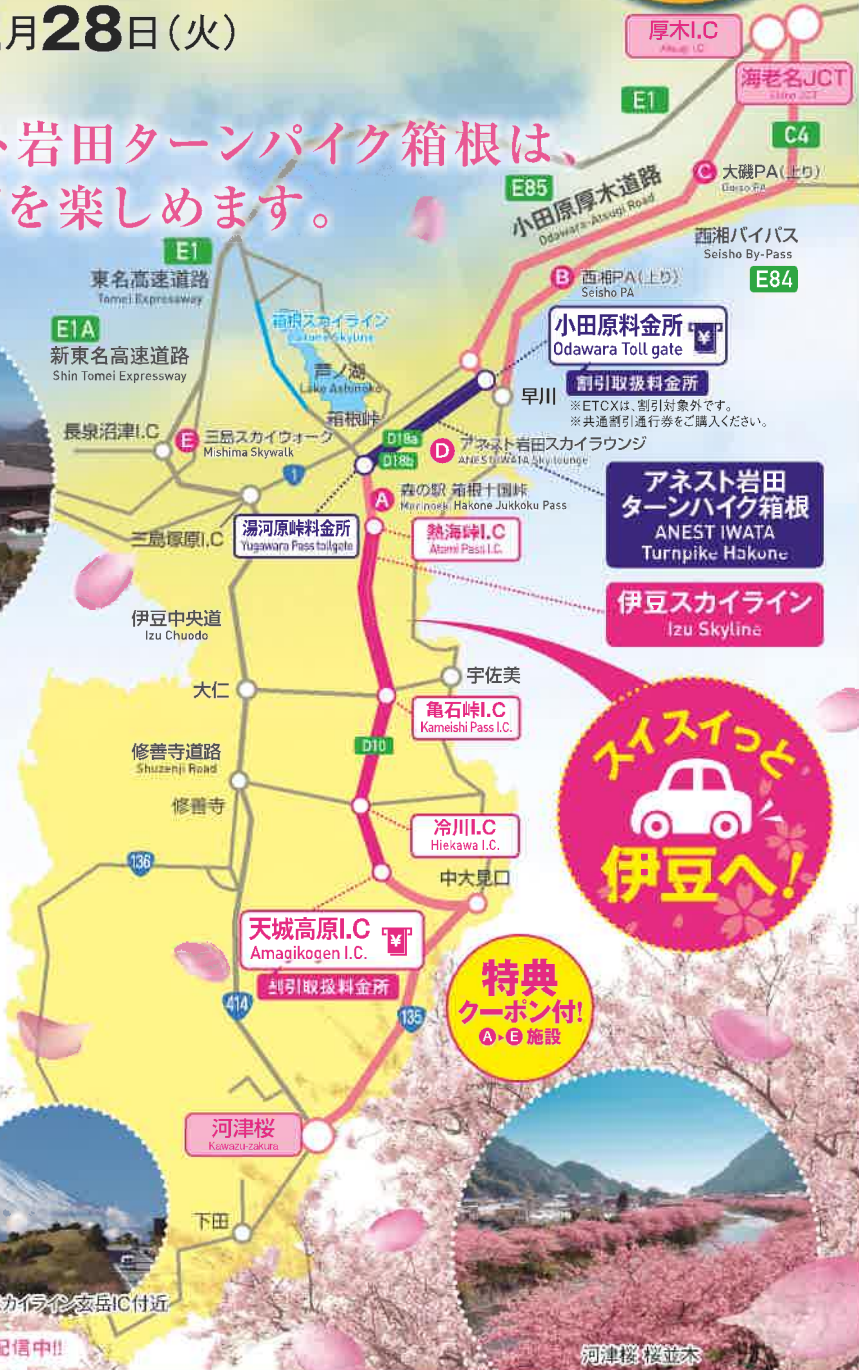 月28日(火)
ト岩田ターンパイク箱根は、
を楽しめます。
厚木I.C
Atsugi I.C
海老名JCT
Ebina JCT
E1
C4
C 大磯PA(上り)
Ooiso PA
E85
小田原厚木道路
Odawara-Atsugi Road
西湘バイパス
Seisho By-Pass
E84
B 西湘PA(上り)
Seisho PA
E1
東名高速道路
Tomei Expressway
E1A
新東名高速道路
Shin Tomei Expressway
箱根スカイライン
Hakone Skyline
芦ノ湖
Lake Ashinoko
箱根峠
小田原料金所
Odawara Toll gate
¥
割引取扱料金所
早川
※ETCXは、割引対象外です。
※共通割引通行券をご購入ください。
長泉沼津I.C
E 三島スカイウォーク
Mishima Skywalk
1
D18a
D18b
D アネスト岩田スカイラウンジ
ANEST IWATA Sky lounge
A 森の駅 箱根十国峠
Morinoeki Hakone Jukkoku Pass
アネスト岩田
ターンパイク箱根
ANEST IWATA
Turnpike Hakone
三島塚原I.C
湯河原峠料金所
Yugawara Pass tollgate
熱海峠I.C
Atami Pass I.C.
伊豆スカイライン
Izu Skyline
伊豆中央道
Izu Chuodo
大仁
宇佐美
亀石峠I.C
Kameishi Pass I.C.
D10
修善寺道路
Shuzenji Road
修善寺
スイスイっと
伊豆へ!
冷川I.C
Hiekawa I.C.
136
中大見口
天城高原I.C
Amagikogen I.C.
¥
割引取扱料金所
414
135
特典
クーポン付!
A▸E 施設
河津桜
Kawazu-zakura
下田
カイライン玄岳IC付近
配信中!!
河津桜 桜並木